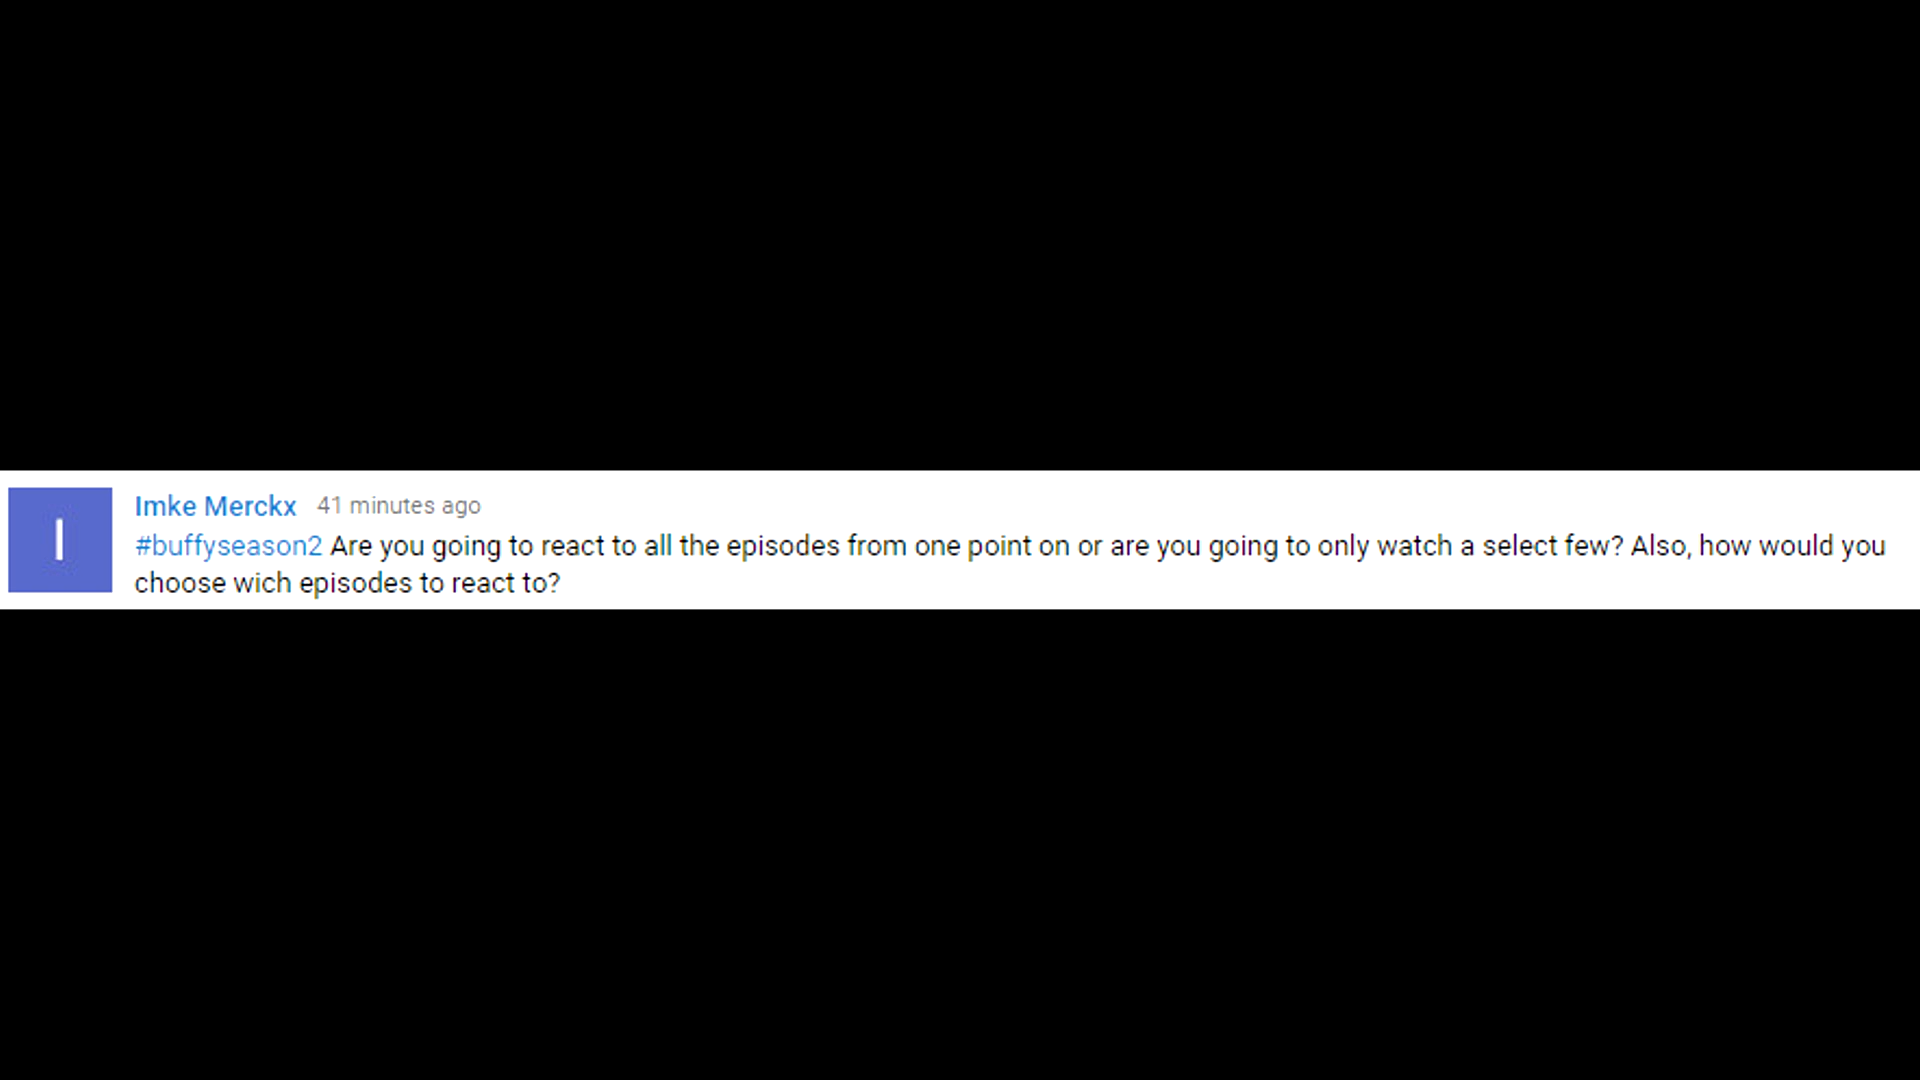 I
Imke Merckx 41 minutes ago
#buffyseason2 Are you going to react to all the episodes from one point on or are you going to only watch a select few? Also, how would you
choose wich episodes to react to?